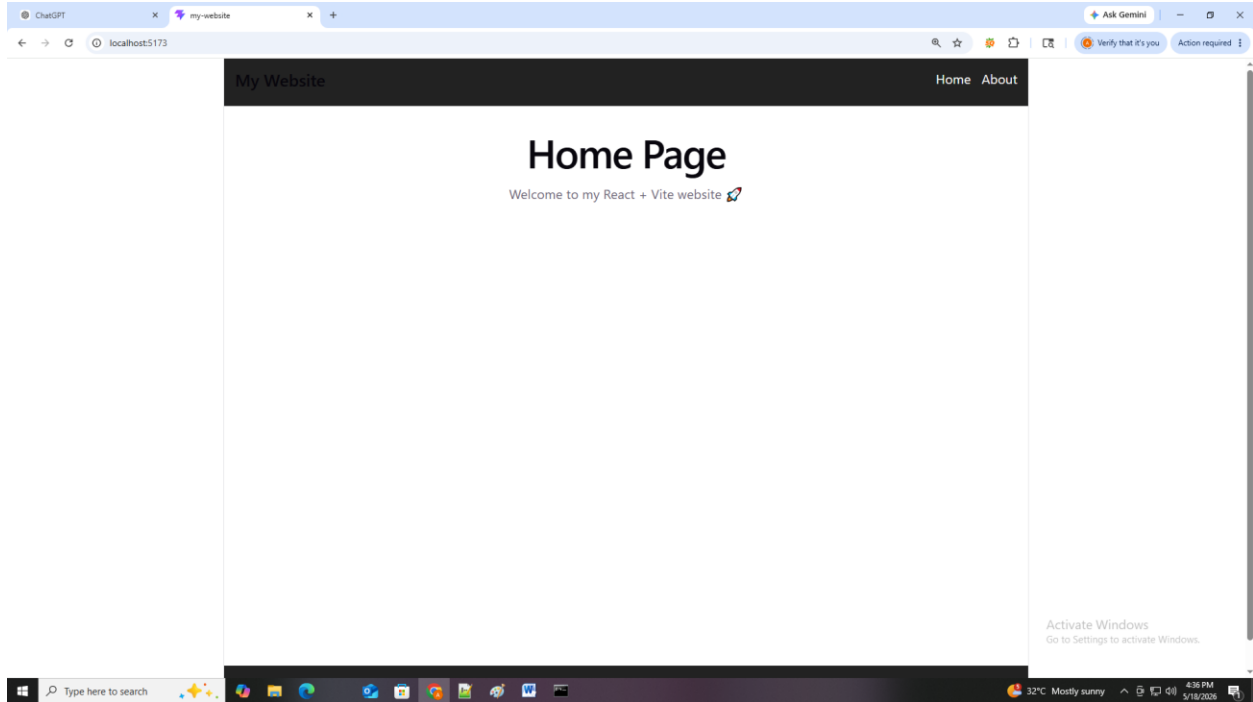 ChatGPT
my-website
Ask Gemini
localhost:5173
Verify that it's you
Action required
My Website
Home About
Home Page
Welcome to my React + Vite website 🚀
Activate Windows
Go to Settings to activate Windows.
Type here to search
32°C Mostly sunny
4:36 PM
5/18/2026